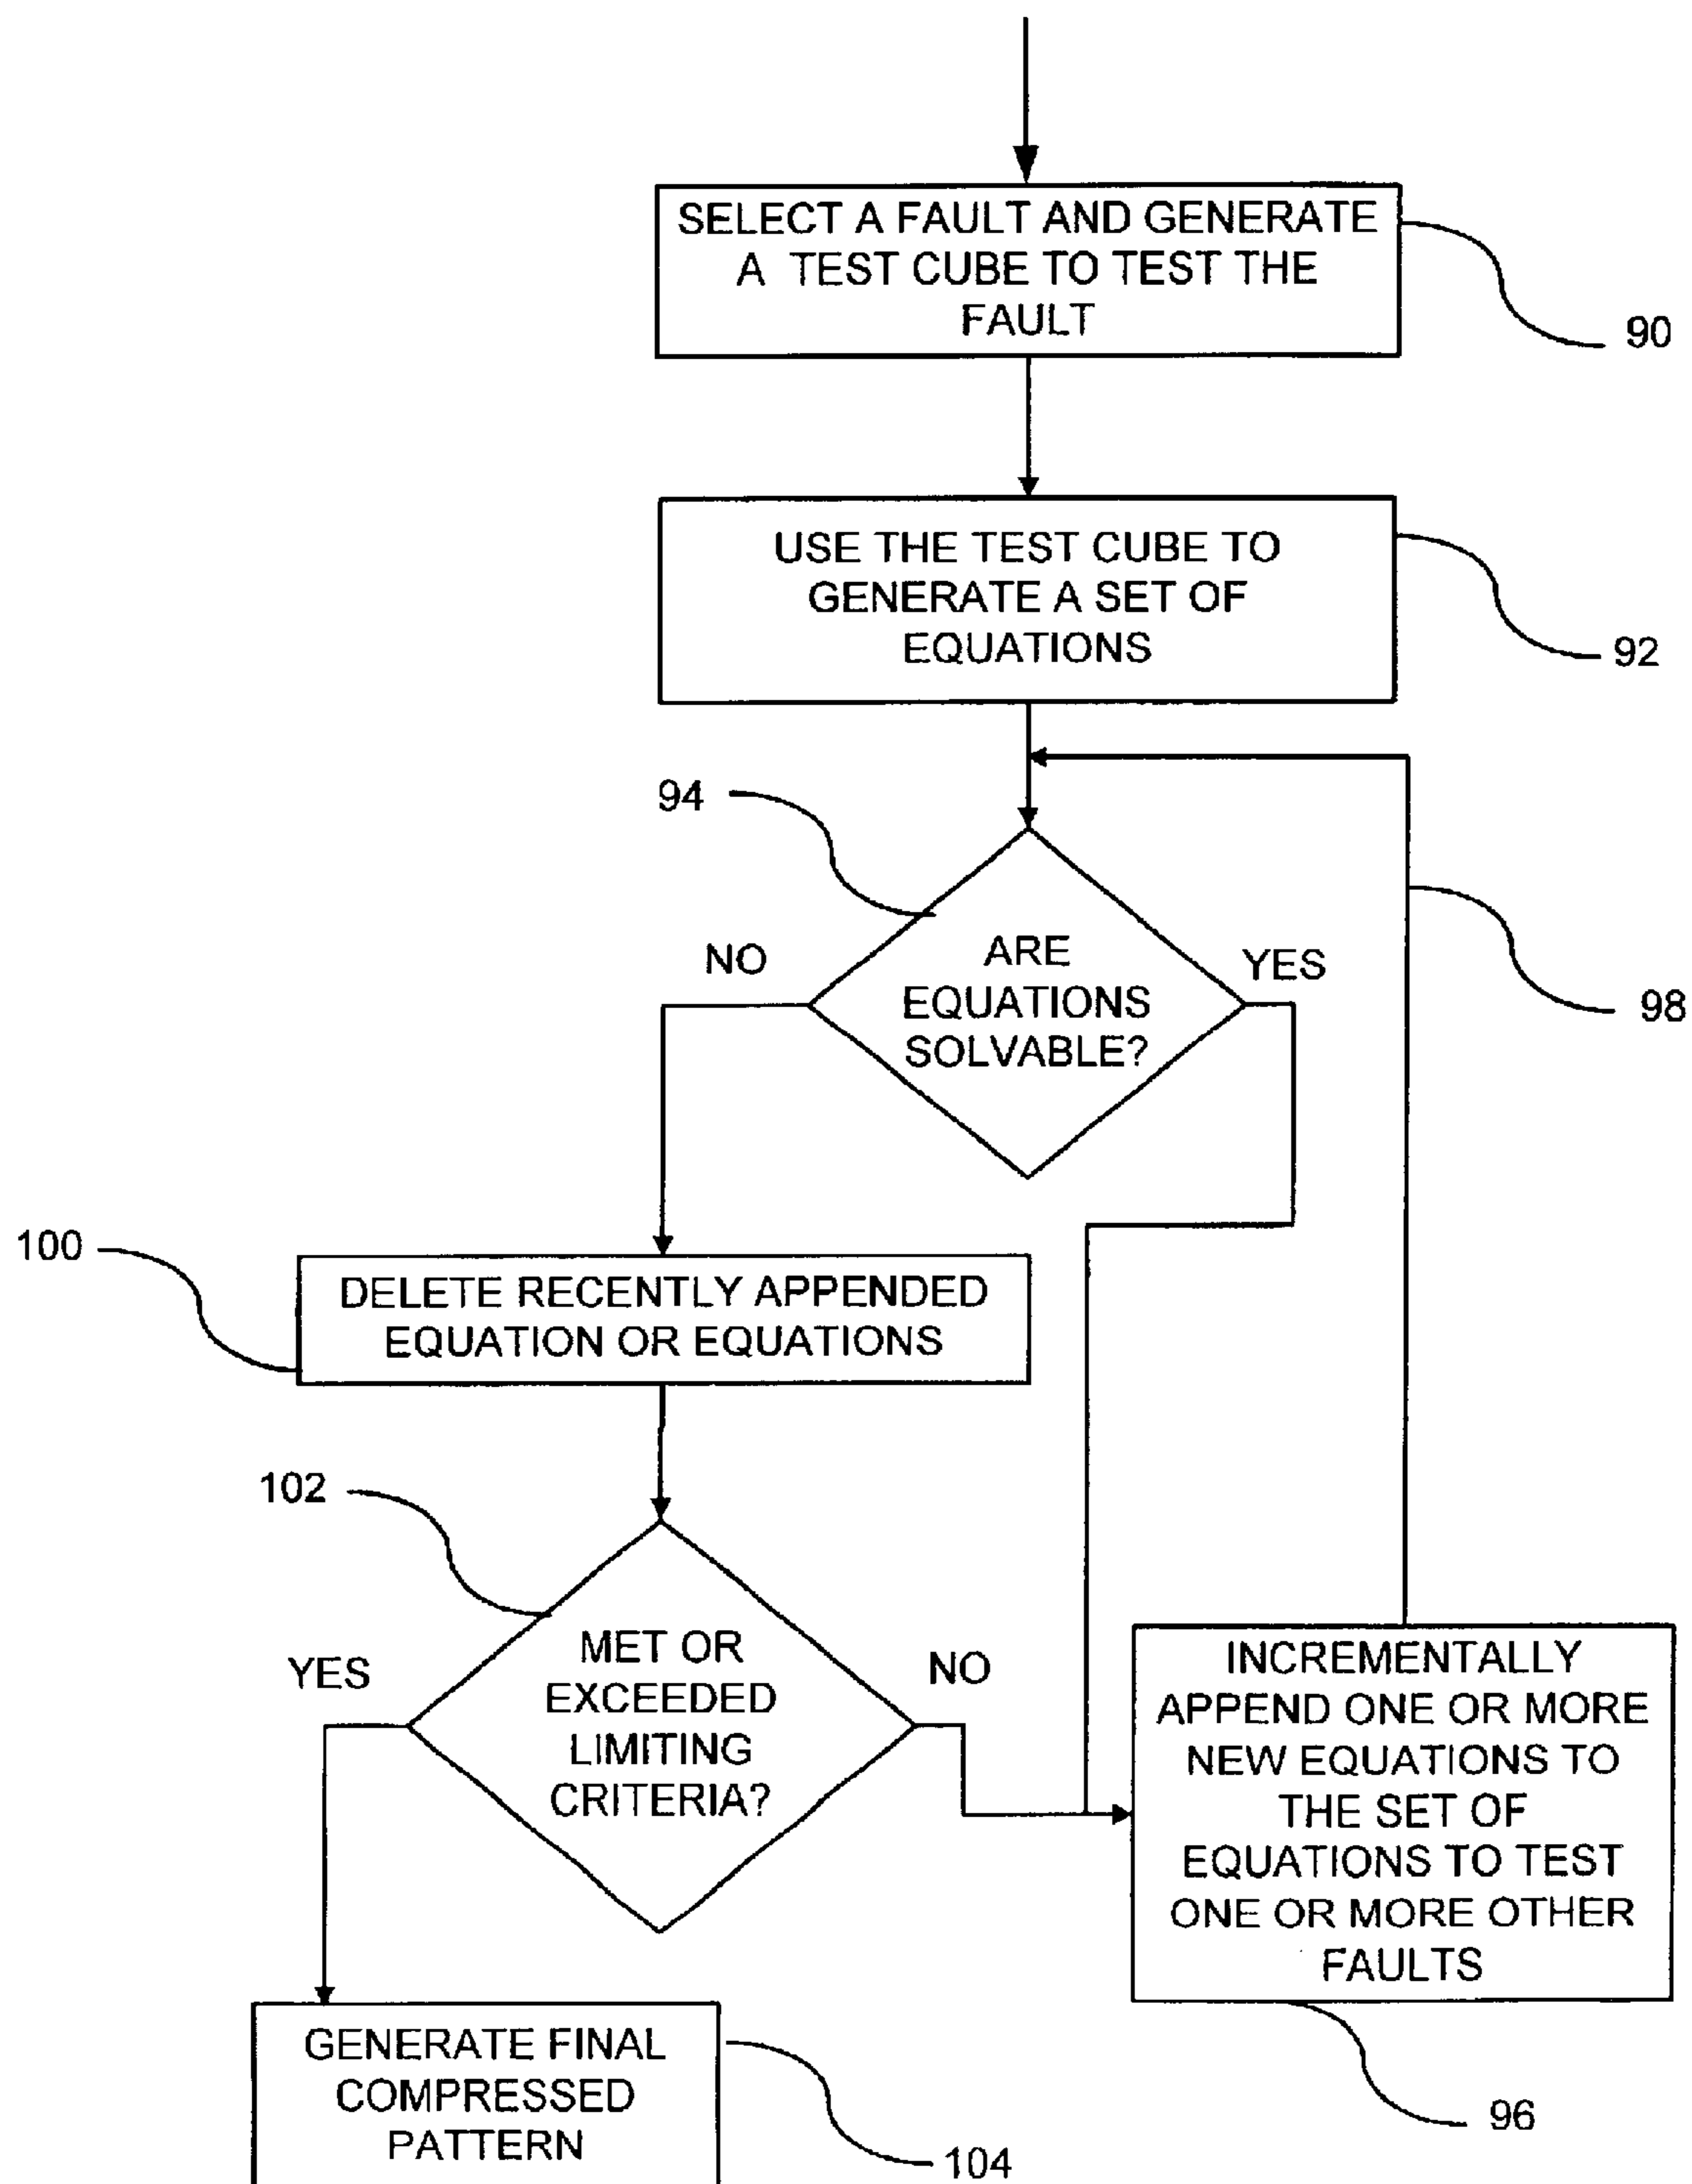 SELECT A FAULT AND GENERATE
A TEST CUBE TO TEST THE
FAULT
90
USE THE TEST CUBE TO
GENERATE A SET OF
EQUATIONS
92
94
NO
ARE
EQUATIONS
SOLVABLE?
YES
98
100
DELETE RECENTLY APPENDED
EQUATION OR EQUATIONS
102
YES
MET OR
EXCEEDED
LIMITING
CRITERIA?
NO
INCREMENTALLY
APPEND ONE OR MORE
NEW EQUATIONS TO
THE SET OF
EQUATIONS TO TEST
ONE OR MORE OTHER
FAULTS
96
GENERATE FINAL
COMPRESSED
PATTERN
104